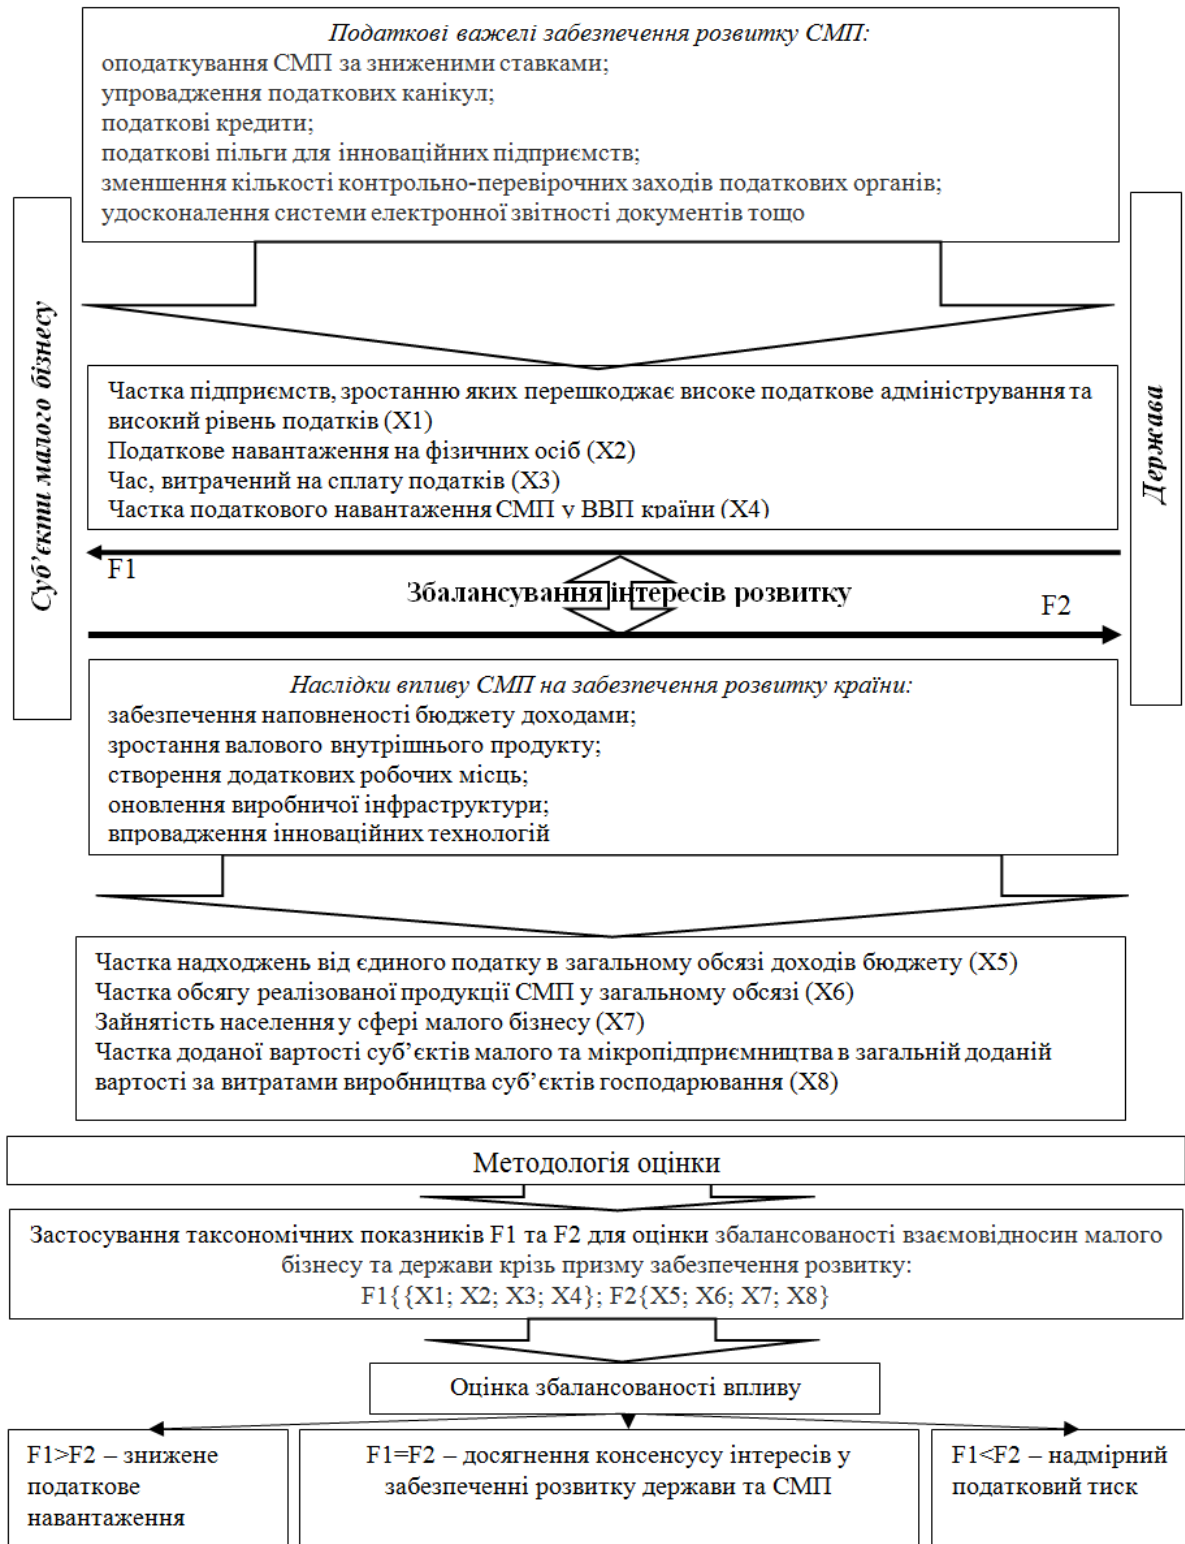 Податкові важелі забезпечення розвитку СМП:
оподаткування СМП за зниженими ставками;
упровадження податкових канікул;
податкові кредити;
податкові пільги для інноваційних підприємств;
зменшення кількості контрольно-перевірочних заходів податкових органів;
удосконалення системи електронної звітності документів тощо
Суб’єкти малого бізнесу
Держава
Частка підприємств, зростанню яких перешкоджає високе податкове адміністрування та
високий рівень податків (Х1)
Податкове навантаження на фізичних осіб (Х2)
Час, витрачений на сплату податків (Х3)
Частка податкового навантаження СМП у ВВП країни (Х4)
F1
Збалансування інтересів розвитку
F2
Наслідки впливу СМП на забезпечення розвитку країни:
забезпечення наповненості бюджету доходами;
зростання валового внутрішнього продукту;
створення додаткових робочих місць;
оновлення виробничої інфраструктури;
впровадження інноваційних технологій
Частка надходжень від єдиного податку в загальному обсязі доходів бюджету (Х5)
Частка обсягу реалізованої продукції СМП у загальному обсязі (Х6)
Зайнятість населення у сфері малого бізнесу (Х7)
Частка доданої вартості суб’єктів малого та мікропідприємництва в загальній доданій
вартості за витратами виробництва суб’єктів господарювання (Х8)
Методологія оцінки
Застосування таксономічних показників F1 та F2 для оцінки збалансованості взаємовідносин малого
бізнесу та держави крізь призму забезпечення розвитку:
F1{{X1; X2; X3; X4}; F2{X5; X6; X7; X8}
Оцінка збалансованості впливу
F1>F2 – знижене
податкове
навантаження
F1=F2 – досягнення консенсусу інтересів у
забезпеченні розвитку держави та СМП
F1<F2 – надмірний
податковий тиск